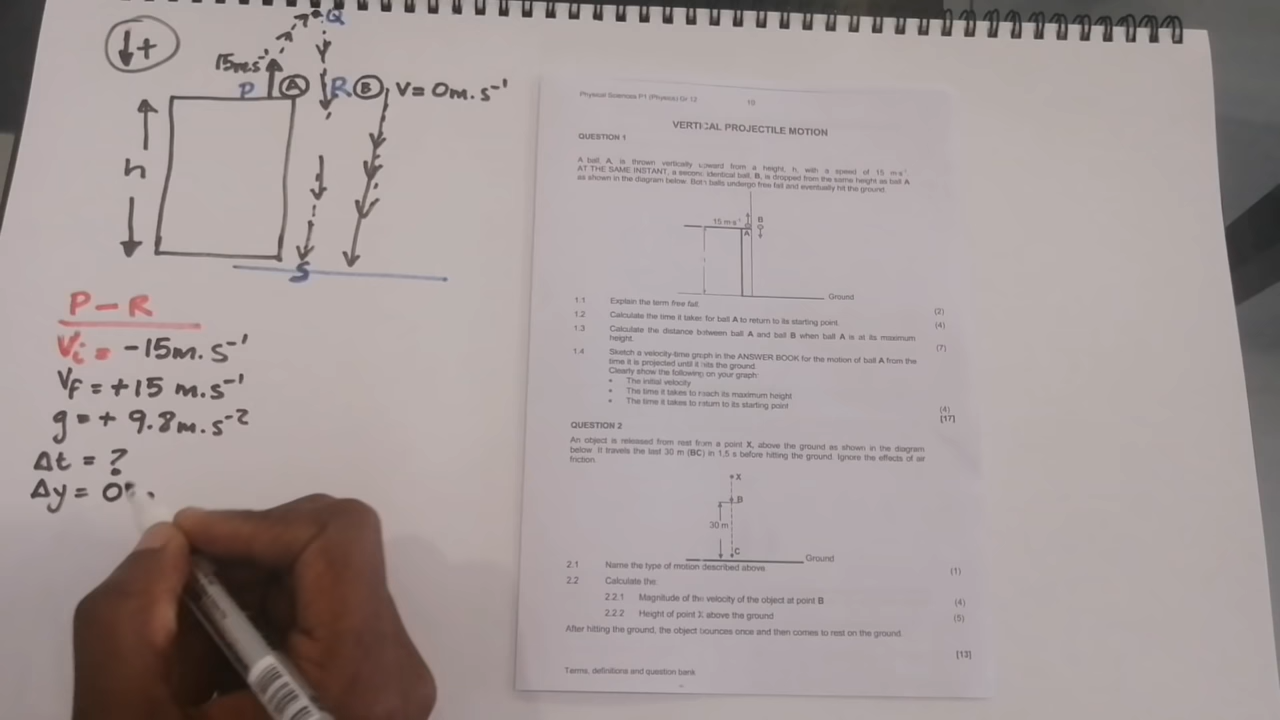 ↓+
Q
15ms⁻¹
P A R B V = 0m.s⁻¹
h
S
P – R
Vi = -15m.s⁻¹
Vf = +15 m.s⁻¹
g = + 9.8m.s⁻²
Δt = ?
Δy = 0
Physical Sciences P1 (Physics) Gr 12
10
VERTICAL PROJECTILE MOTION
QUESTION 1
A ball, A, is thrown vertically upward from a height, h, with a speed of 15 m·s⁻¹.
AT THE SAME INSTANT, a second identical ball, B, is dropped from the same height as ball A
as shown in the diagram below. Both balls undergo free fall and eventually hit the ground.
15 m·s⁻¹
B
A
Ground
1.1 Explain the term free fall. (2)
1.2 Calculate the time it takes for ball A to return to its starting point. (4)
1.3 Calculate the distance between ball A and ball B when ball A is at its maximum
height. (7)
1.4 Sketch a velocity-time graph in the ANSWER BOOK for the motion of ball A from the
time it is projected until it hits the ground.
Clearly show the following on your graph:
• The initial velocity
• The time it takes to reach its maximum height
• The time it takes to return to its starting point
(4)
[17]
QUESTION 2
An object is released from rest from a point X, above the ground as shown in the diagram
below. It travels the last 30 m (BC) in 1,5 s before hitting the ground. Ignore the effects of air
friction.
X
B
30 m
C
Ground
2.1 Name the type of motion described above. (1)
2.2 Calculate the:
2.2.1 Magnitude of the velocity of the object at point B (4)
2.2.2 Height of point X above the ground (5)
After hitting the ground, the object bounces once and then comes to rest on the ground.
[13]
Terms, definitions and question bank